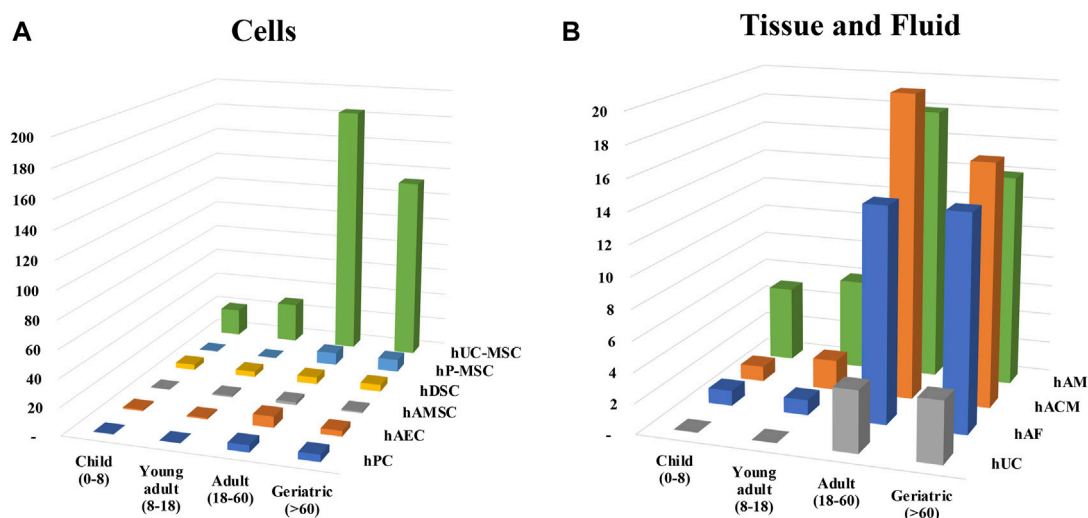 A
Cells
200
180
160
140
120
100
80
60
40
20
-
Child
(0-8)
Young
adult
(8-18)
Adult
(18-60)
Geriatric
(>60)
hUC-MSC
hP-MSC
hDSC
hAMSC
hAEC
hPC
B
Tissue and Fluid
20
18
16
14
12
10
8
6
4
2
-
Child
(0-8)
Young
adult
(8-18)
Adult
(18-60)
Geriatric
(>60)
hAM
hACM
hAF
hUC